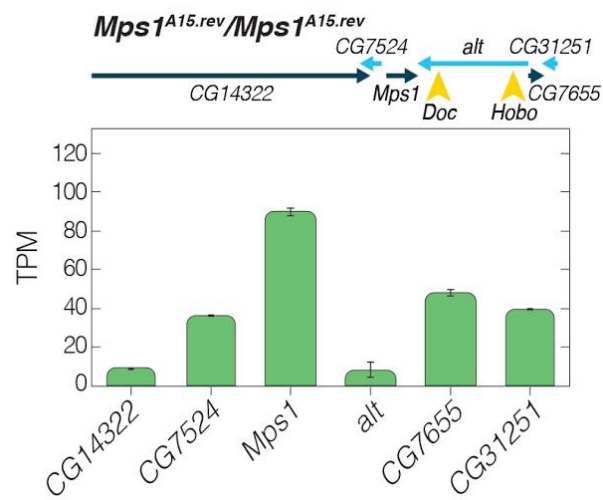 Mps1A15.rev/Mps1A15.rev
CG7524 alt CG31251
CG14322 Mps1 CG7655
Doc Hobo
120
100
80
60
40
20
0
TPM
CG14322 CG7524 Mps1 alt CG7655 CG31251